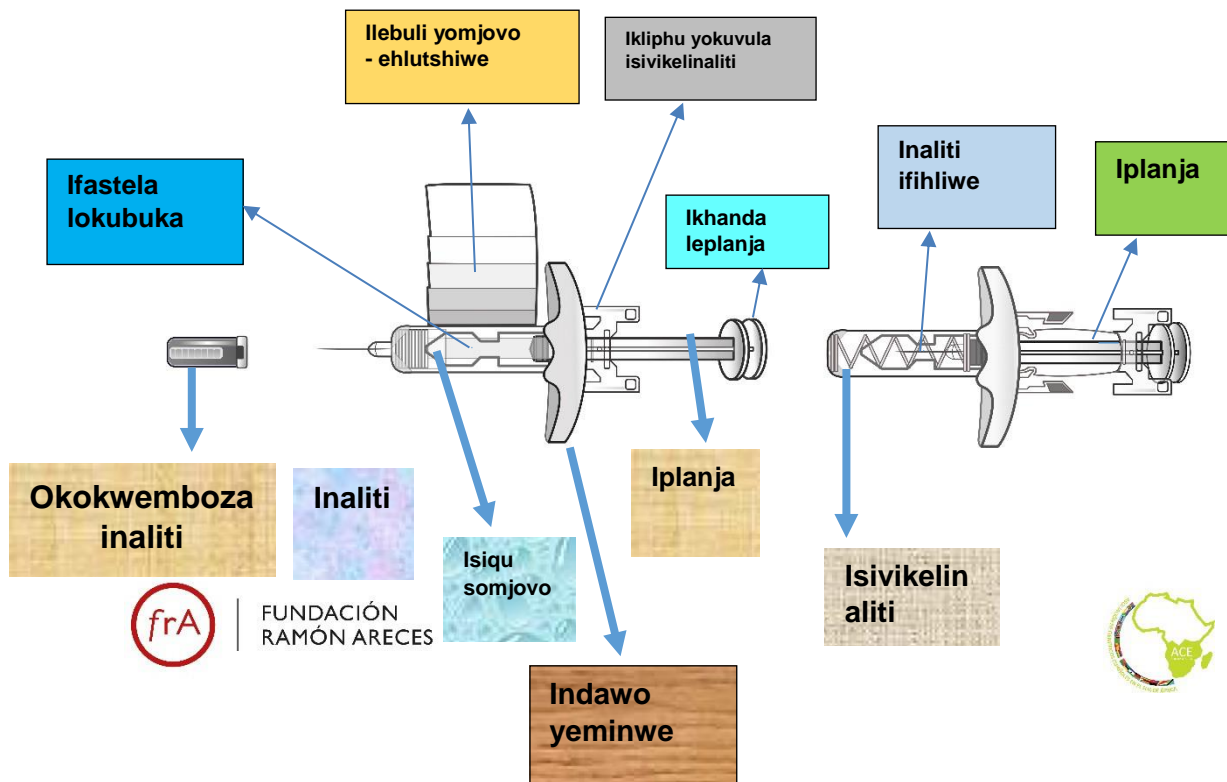 Ilebuli yomjovo
- ehlutshiwe
Ikliphu yokuvula
isivikelinaliti
Ifastela
lokubuka
Inaliti
ifihliwe
Iplanja
Ikhanda
leplanja
Okokwemboza
inaliti
Inaliti
Iplanja
Isiqu
somjovo
Isivikelin
aliti
frA
FUNDACIÓN
RAMÓN ARECES
ACE
Indawo
yeminwe